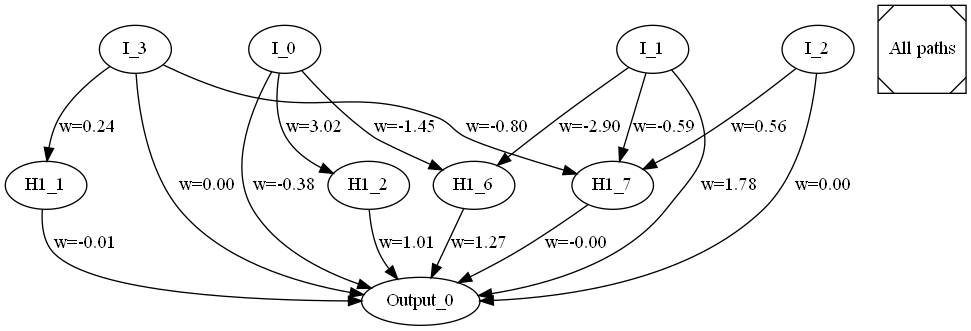 I_3
I_0
I_1
I_2
All paths
w=0.24
w=3.02
w=-1.45
w=-0.80
w=-2.90
w=-0.59
w=0.56
H1_1
w=0.00
w=-0.38
H1_2
H1_6
H1_7
w=1.78
w=0.00
w=-0.01
w=1.01
w=1.27
w=-0.00
Output_0